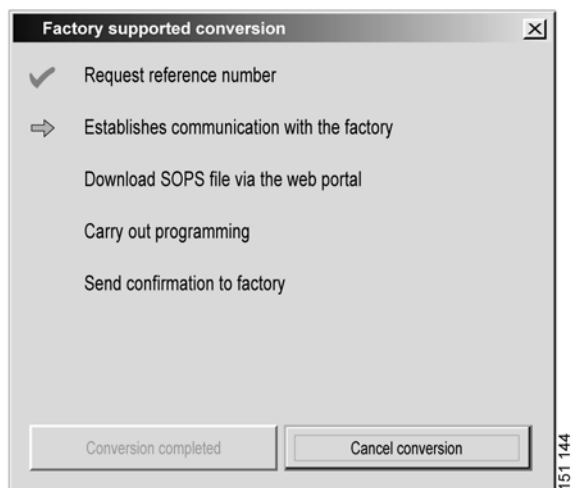 Factory supported conversion
Request reference number
Establishes communication with the factory
Download SOPS file via the web portal
Carry out programming
Send confirmation to factory
Conversion completed
Cancel conversion
151 144